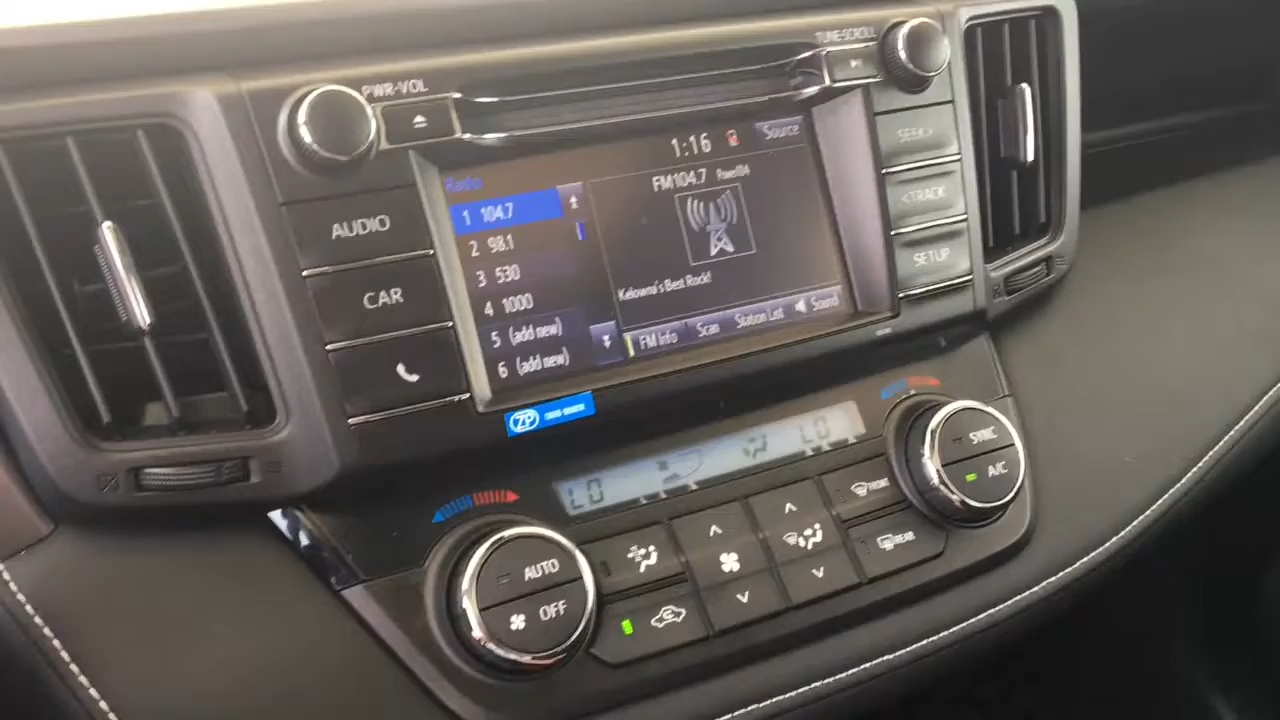 PWR•VOL
TUNE•SCROLL
AUDIO
CAR
Radio
1:16
Source
1 104.7
2 98.1
3 530
4 1000
5 (add new)
6 (add new)
FM104.7 Power104
Kelowna's Best Rock!
FM Info
Scan
Station List
Sound
SEEK>
<TRACK
SETUP
ZP
LO
LO
AUTO
OFF
FRONT
REAR
SYNC
A/C